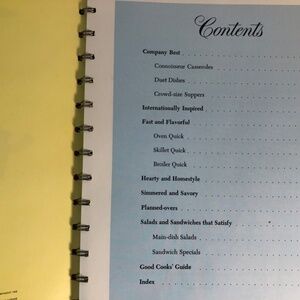 Contents
Company Best
Connoisseur Casseroles
Duet Dishes
Crowd-size Suppers
Internationally Inspired
Fast and Flavorful
Oven Quick
Skillet Quick
Broiler Quick
Hearty and Homestyle
Simmered and Savory
Planned-overs
Salads and Sandwiches that Satisfy
Main-dish Salads
Sandwich Specials
Good Cooks' Guide
Index